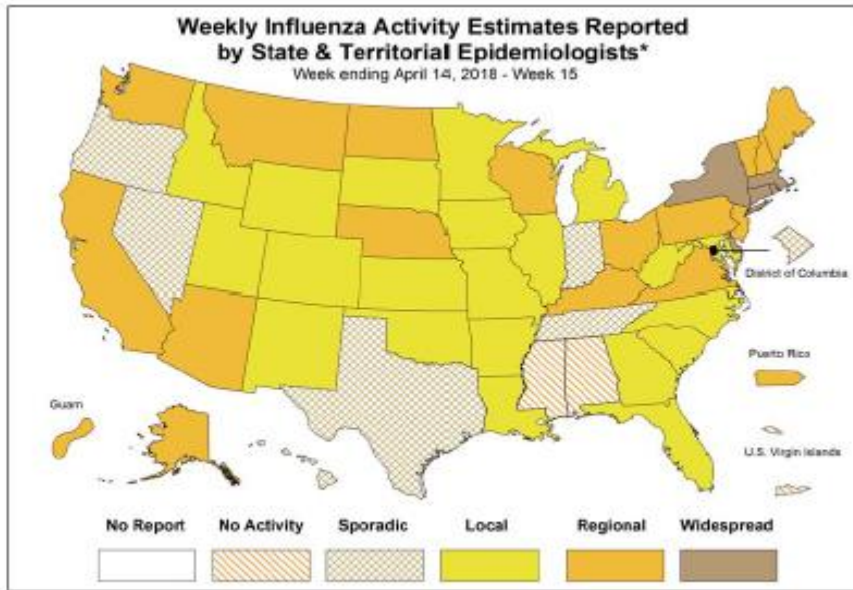 Weekly Influenza Activity Estimates Reported
by State & Territorial Epidemiologists*
Week ending April 14, 2018 - Week 15
District of Columbia
Puerto Rico
Guam
U.S. Virgin Islands
No Report No Activity Sporadic Local Regional Widespread